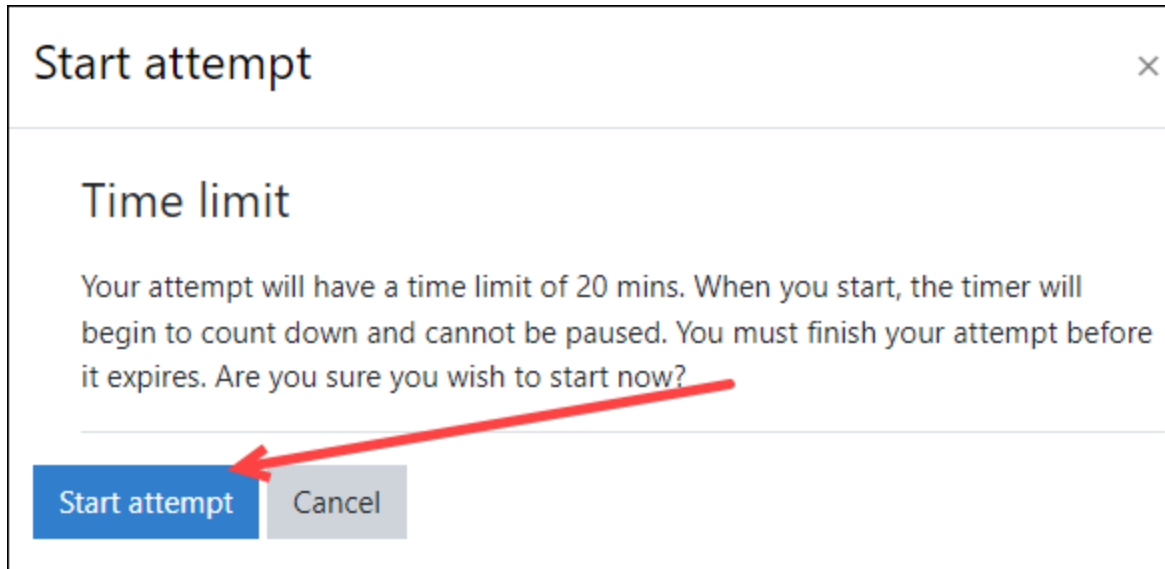 Start attempt
×
Time limit
Your attempt will have a time limit of 20 mins. When you start, the timer will
begin to count down and cannot be paused. You must finish your attempt before
it expires. Are you sure you wish to start now?
Start attempt
Cancel